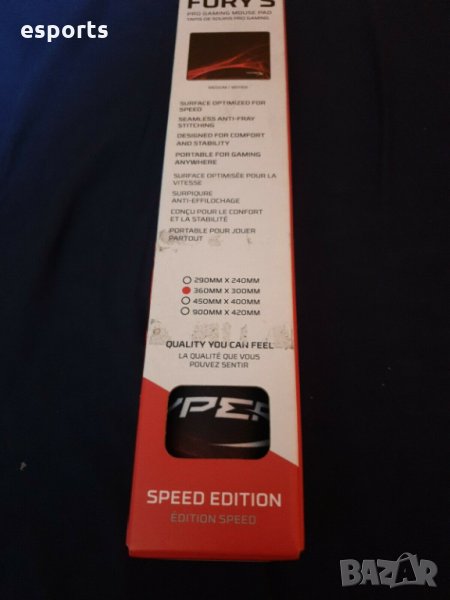 esports
FURY S
PRO GAMING MOUSE PAD
TAPIS DE SOURIS PRO GAMING
SURFACE OPTIMIZED FOR
SPEED
SEAMLESS ANTI-FRAY
STITCHING
DESIGNED FOR COMFORT
AND STABILITY
PORTABLE FOR GAMING
ANYWHERE
SURFACE OPTIMISÉE POUR LA
VITESSE
SURPIQURE
ANTI-EFFILOCHAGE
CONÇU POUR LE CONFORT
ET LA STABILITÉ
PORTABLE POUR JOUER
PARTOUT
290MM X 240MM
360MM X 300MM
450MM X 400MM
900MM X 420MM
QUALITY YOU CAN FEEL
LA QUALITÉ QUE VOUS
POUVEZ SENTIR
YPER
SPEED EDITION
ÉDITION SPEED
BAZAR